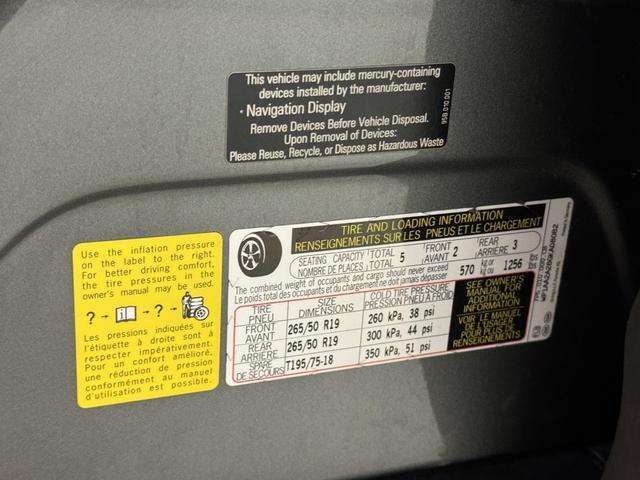 This vehicle may include mercury-containing
devices installed by the manufacturer:
· Navigation Display
Remove Devices Before Vehicle Disposal.
Upon Removal of Devices:
Please Reuse, Recycle, or Dispose as Hazardous Waste
95B.010.001
Use the inflation pressure
on the label to the right.
For better driving comfort,
the tire pressures in the
owner's manual may be used.
? → i → ? →
Les pressions indiquées sur
l'étiquette à droite sont à
respecter impérativement.
Pour un confort amélioré,
une réduction de pression
conformément au manuel
d'utilisation est possible.
TIRE AND LOADING INFORMATION
RENSEIGNEMENTS SUR LES PNEUS ET LE CHARGEMENT
SEATING CAPACITY TOTAL 5 FRONT 2 REAR 3
NOMBRE DE PLACES TOTAL AVANT ARRIERE
The combined weight of occupants and cargo should never exceed 570 kg or 1256
Le poids total des occupants et du chargement ne doit jamais dépasser kg ou
TIRE SIZE COLD TIRE PRESSURE
PNEU DIMENSIONS PRESSION PNEU À FROID
FRONT
AVANT 265/50 R19 260 kPa, 38 psi
REAR
ARRIERE 265/50 R19 300 kPa, 44 psi
SPARE
DE SECOURS T195/75-18 350 kPa, 51 psi
SEE OWNER'S
MANUAL FOR
ADDITIONAL
INFORMATION
VOIR LE MANUEL
DE L'USAGER
POUR PLUS DE
RENSEIGNEMENTS